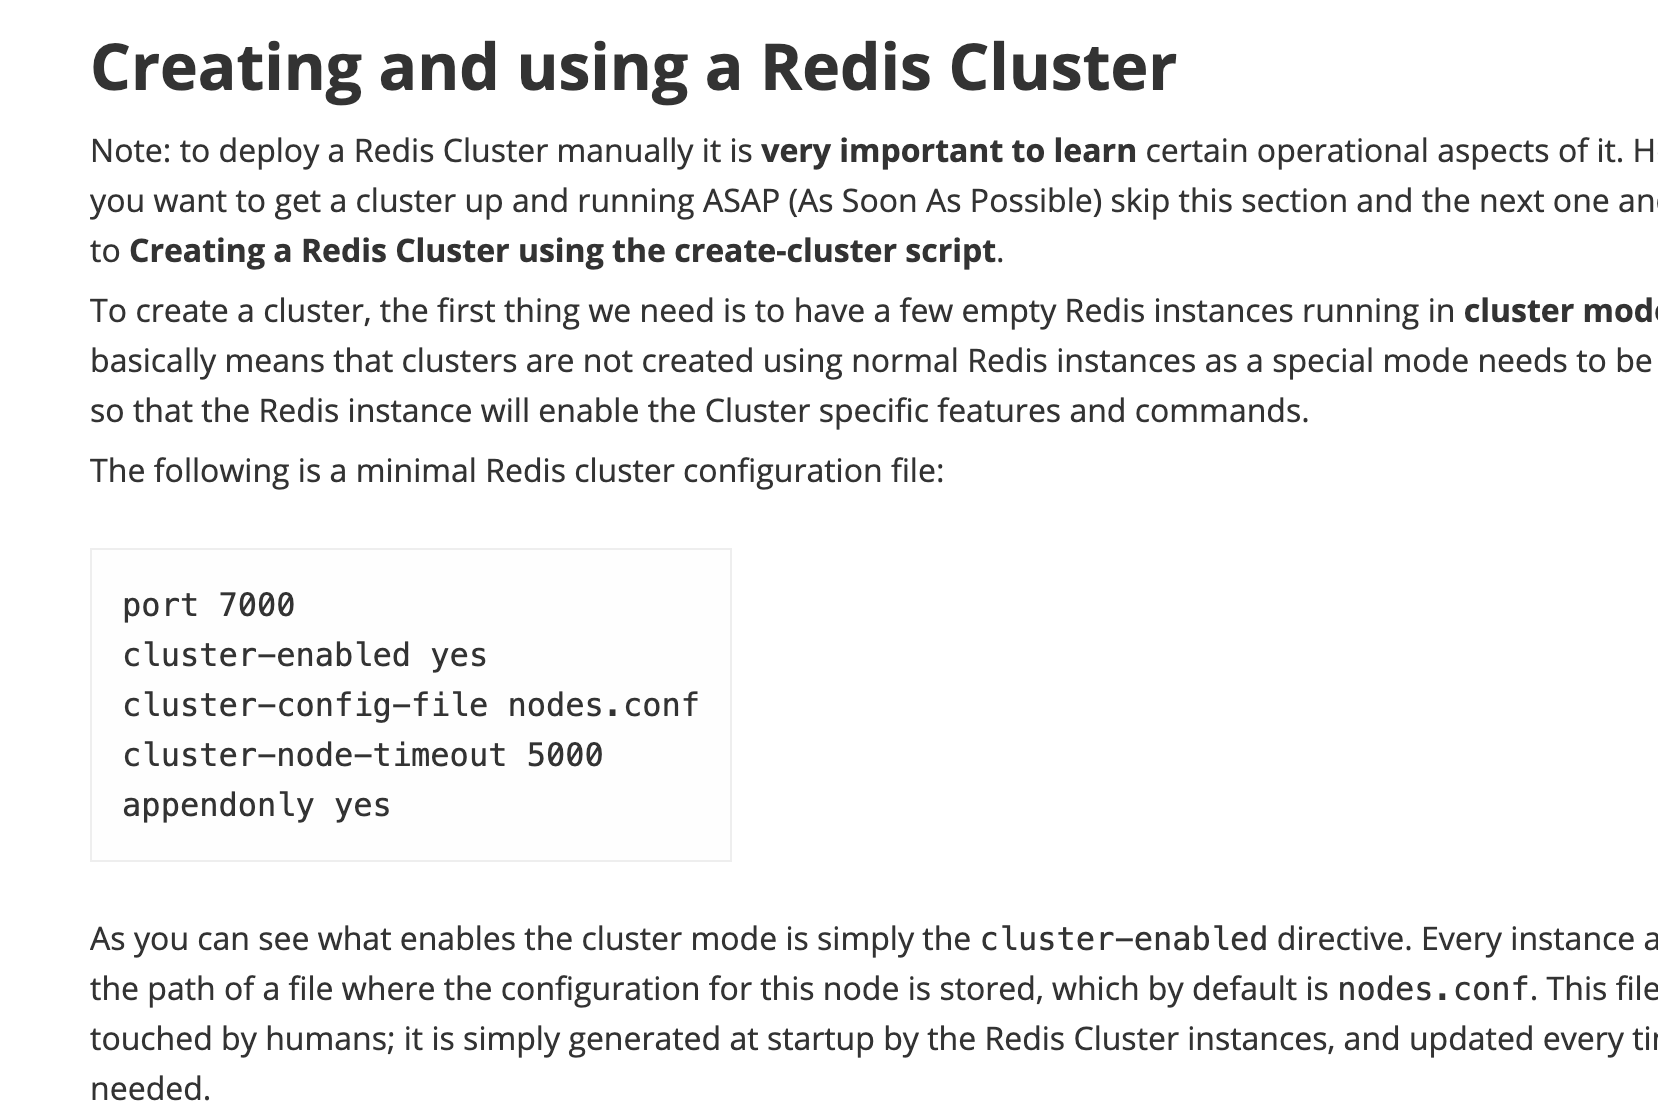 Creating and using a Redis Cluster
Note: to deploy a Redis Cluster manually it is very important to learn certain operational aspects of it. H
you want to get a cluster up and running ASAP (As Soon As Possible) skip this section and the next one an
to Creating a Redis Cluster using the create-cluster script.
To create a cluster, the first thing we need is to have a few empty Redis instances running in cluster mod
basically means that clusters are not created using normal Redis instances as a special mode needs to be
so that the Redis instance will enable the Cluster specific features and commands.
The following is a minimal Redis cluster configuration file:
port 7000
cluster-enabled yes
cluster-config-file nodes.conf
cluster-node-timeout 5000
appendonly yes
As you can see what enables the cluster mode is simply the cluster-enabled directive. Every instance a
the path of a file where the configuration for this node is stored, which by default is nodes.conf. This file
touched by humans; it is simply generated at startup by the Redis Cluster instances, and updated every ti
needed.